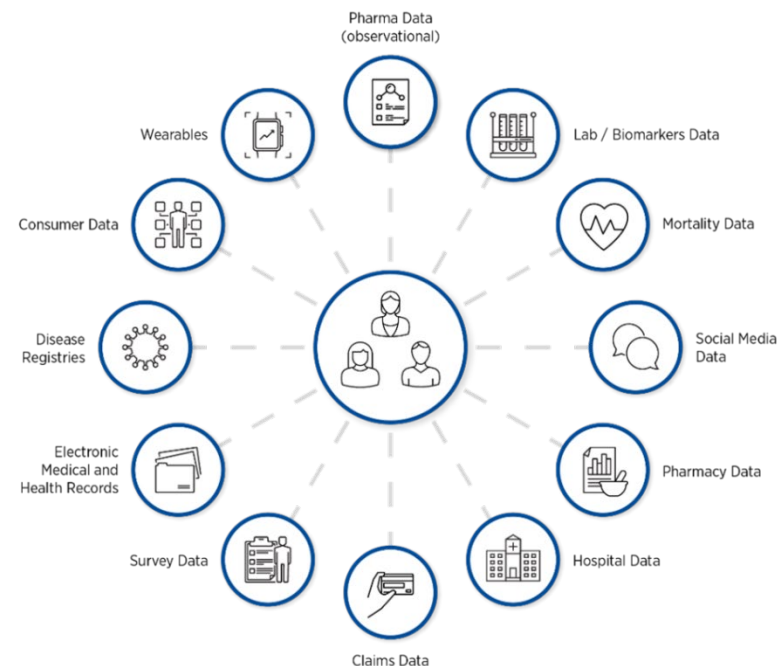 Pharma Data
(observational)
Wearables
Lab / Biomarkers Data
Consumer Data
Mortality Data
Disease
Registries
Social Media
Data
Electronic
Medical and
Health Records
Pharmacy Data
Survey Data
Hospital Data
Claims Data